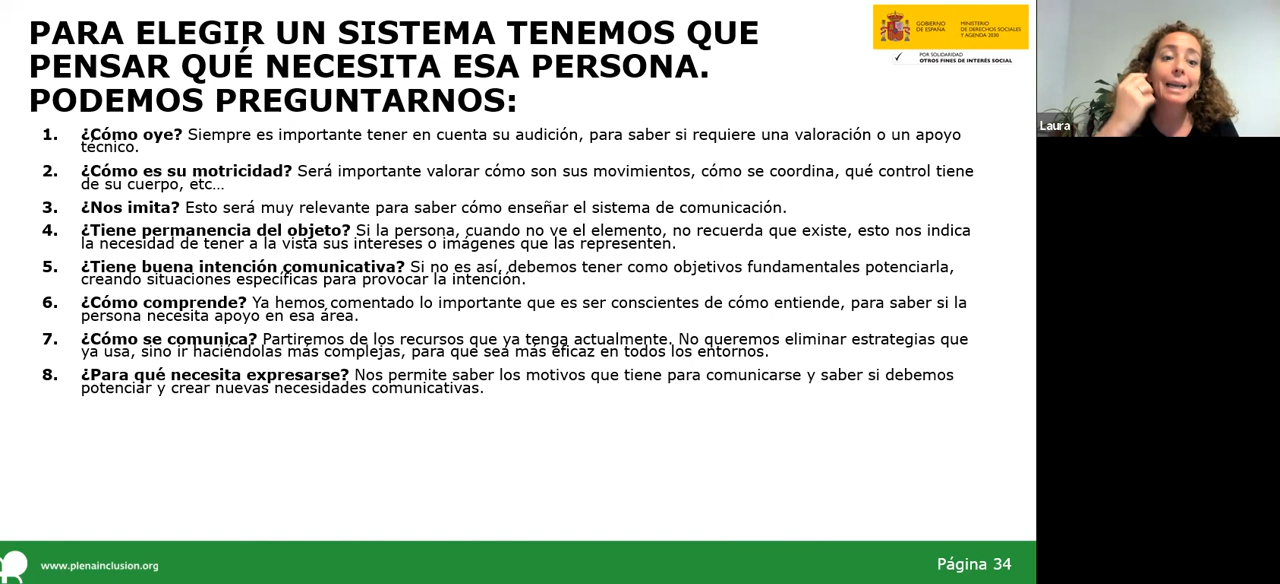 PARA ELEGIR UN SISTEMA TENEMOS QUE
PENSAR QUÉ NECESITA ESA PERSONA.
PODEMOS PREGUNTARNOS:
GOBIERNO
DE ESPAÑA
MINISTERIO
DE DERECHOS SOCIALES
Y AGENDA 2030
POR SOLIDARIDAD
OTROS FINES DE INTERÉS SOCIAL
Laura
1. ¿Cómo oye? Siempre es importante tener en cuenta su audición, para saber si requiere una valoración o un apoyo
técnico.
2. ¿Cómo es su motricidad? Será importante valorar cómo son sus movimientos, cómo se coordina, qué control tiene
de su cuerpo, etc...
3. ¿Nos imita? Esto será muy relevante para saber cómo enseñar el sistema de comunicación.
4. ¿Tiene permanencia del objeto? Si la persona, cuando no ve el elemento, no recuerda que existe, esto nos indica
la necesidad de tener a la vista sus intereses o imágenes que las representen.
5. ¿Tiene buena intención comunicativa? Si no es así, debemos tener como objetivos fundamentales potenciarla,
creando situaciones específicas para provocar la intención.
6. ¿Cómo comprende? Ya hemos comentado lo importante que es ser conscientes de cómo entiende, para saber si la
persona necesita apoyo en esa área.
7. ¿Cómo se comunica? Partiremos de los recursos que ya tenga actualmente. No queremos eliminar estrategias que
ya usa, sino ir haciéndolas más complejas, para que sea más eficaz en todos los entornos.
8. ¿Para qué necesita expresarse? Nos permite saber los motivos que tiene para comunicarse y saber si debemos
potenciar y crear nuevas necesidades comunicativas.
www.plenainclusion.org
Página 34